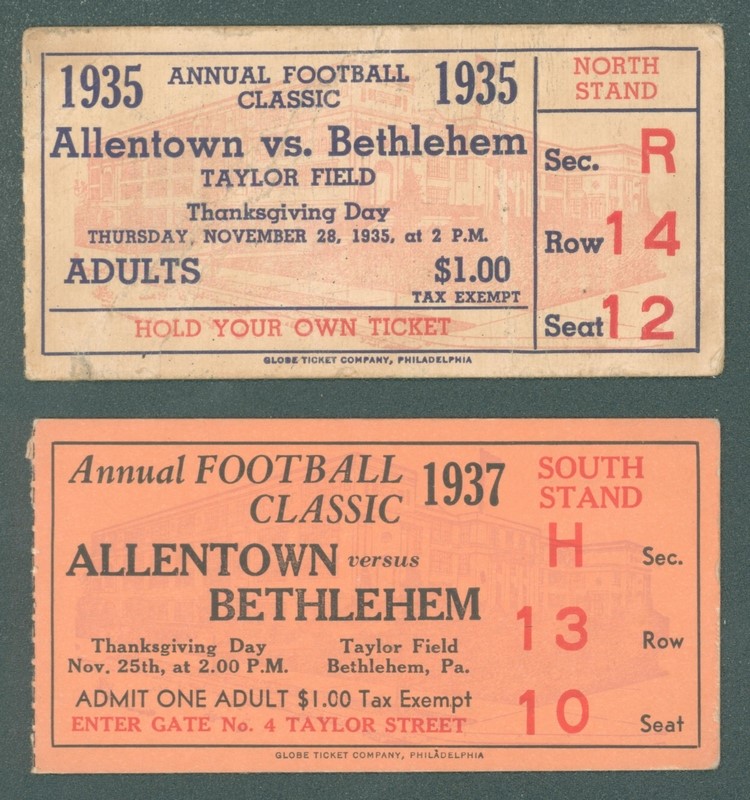 1935 ANNUAL FOOTBALL CLASSIC 1935
Allentown vs. Bethlehem
TAYLOR FIELD
Thanksgiving Day
THURSDAY, NOVEMBER 28, 1935, at 2 P.M.
ADULTS $1.00
TAX EXEMPT
HOLD YOUR OWN TICKET
NORTH
STAND
Sec. R
Row 14
Seat 12
GLOBE TICKET COMPANY, PHILADELPHIA
Annual FOOTBALL
CLASSIC 1937
ALLENTOWN versus
BETHLEHEM
Thanksgiving Day
Nov. 25th, at 2.00 P.M.
Taylor Field
Bethlehem, Pa.
ADMIT ONE ADULT $1.00 Tax Exempt
ENTER GATE No. 4 TAYLOR STREET
SOUTH
STAND
H Sec.
13 Row
10 Seat
GLOBE TICKET COMPANY, PHILADELPHIA